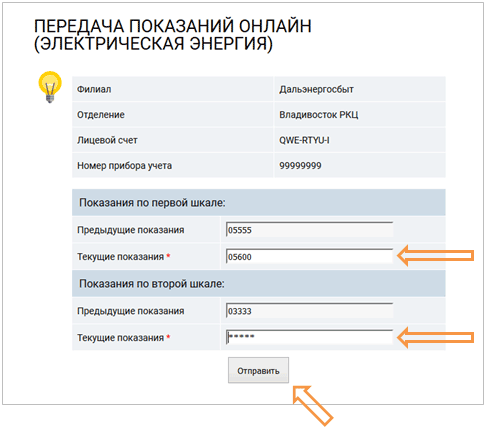 ПЕРЕДАЧА ПОКАЗАНИЙ ОНЛАЙН
(ЭЛЕКТРИЧЕСКАЯ ЭНЕРГИЯ)
Филиал Дальэнергосбыт
Отделение Владивосток РКЦ
Лицевой счет QWE-RTYU-I
Номер прибора учета 99999999
Показания по первой шкале:
Предыдущие показания 05555
Текущие показания * 05600
Показания по второй шкале:
Предыдущие показания 03333
Текущие показания * *****
Отправить